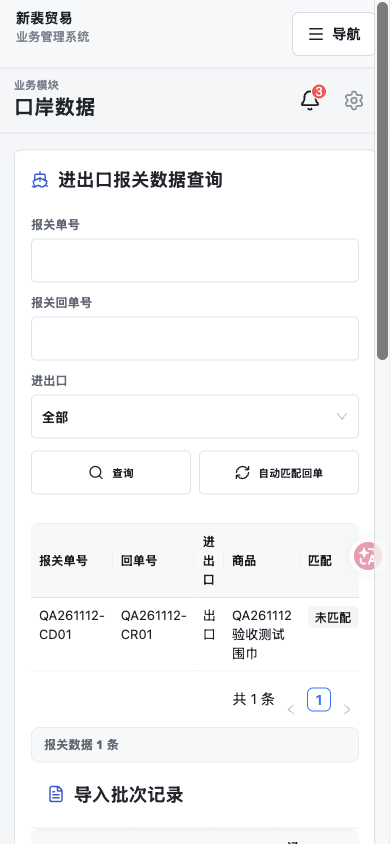 新裴贸易
业务管理系统
导航
业务模块
口岸数据
3
进出口报关数据查询
报关单号
报关回单号
进出口
全部
查询
自动匹配回单
报关单号 回单号 进出口 商品 匹配
QA261112-CD01 QA261112-CR01 出口 QA261112验收测试围巾 未匹配
共 1 条
1
报关数据 1 条
导入批次记录